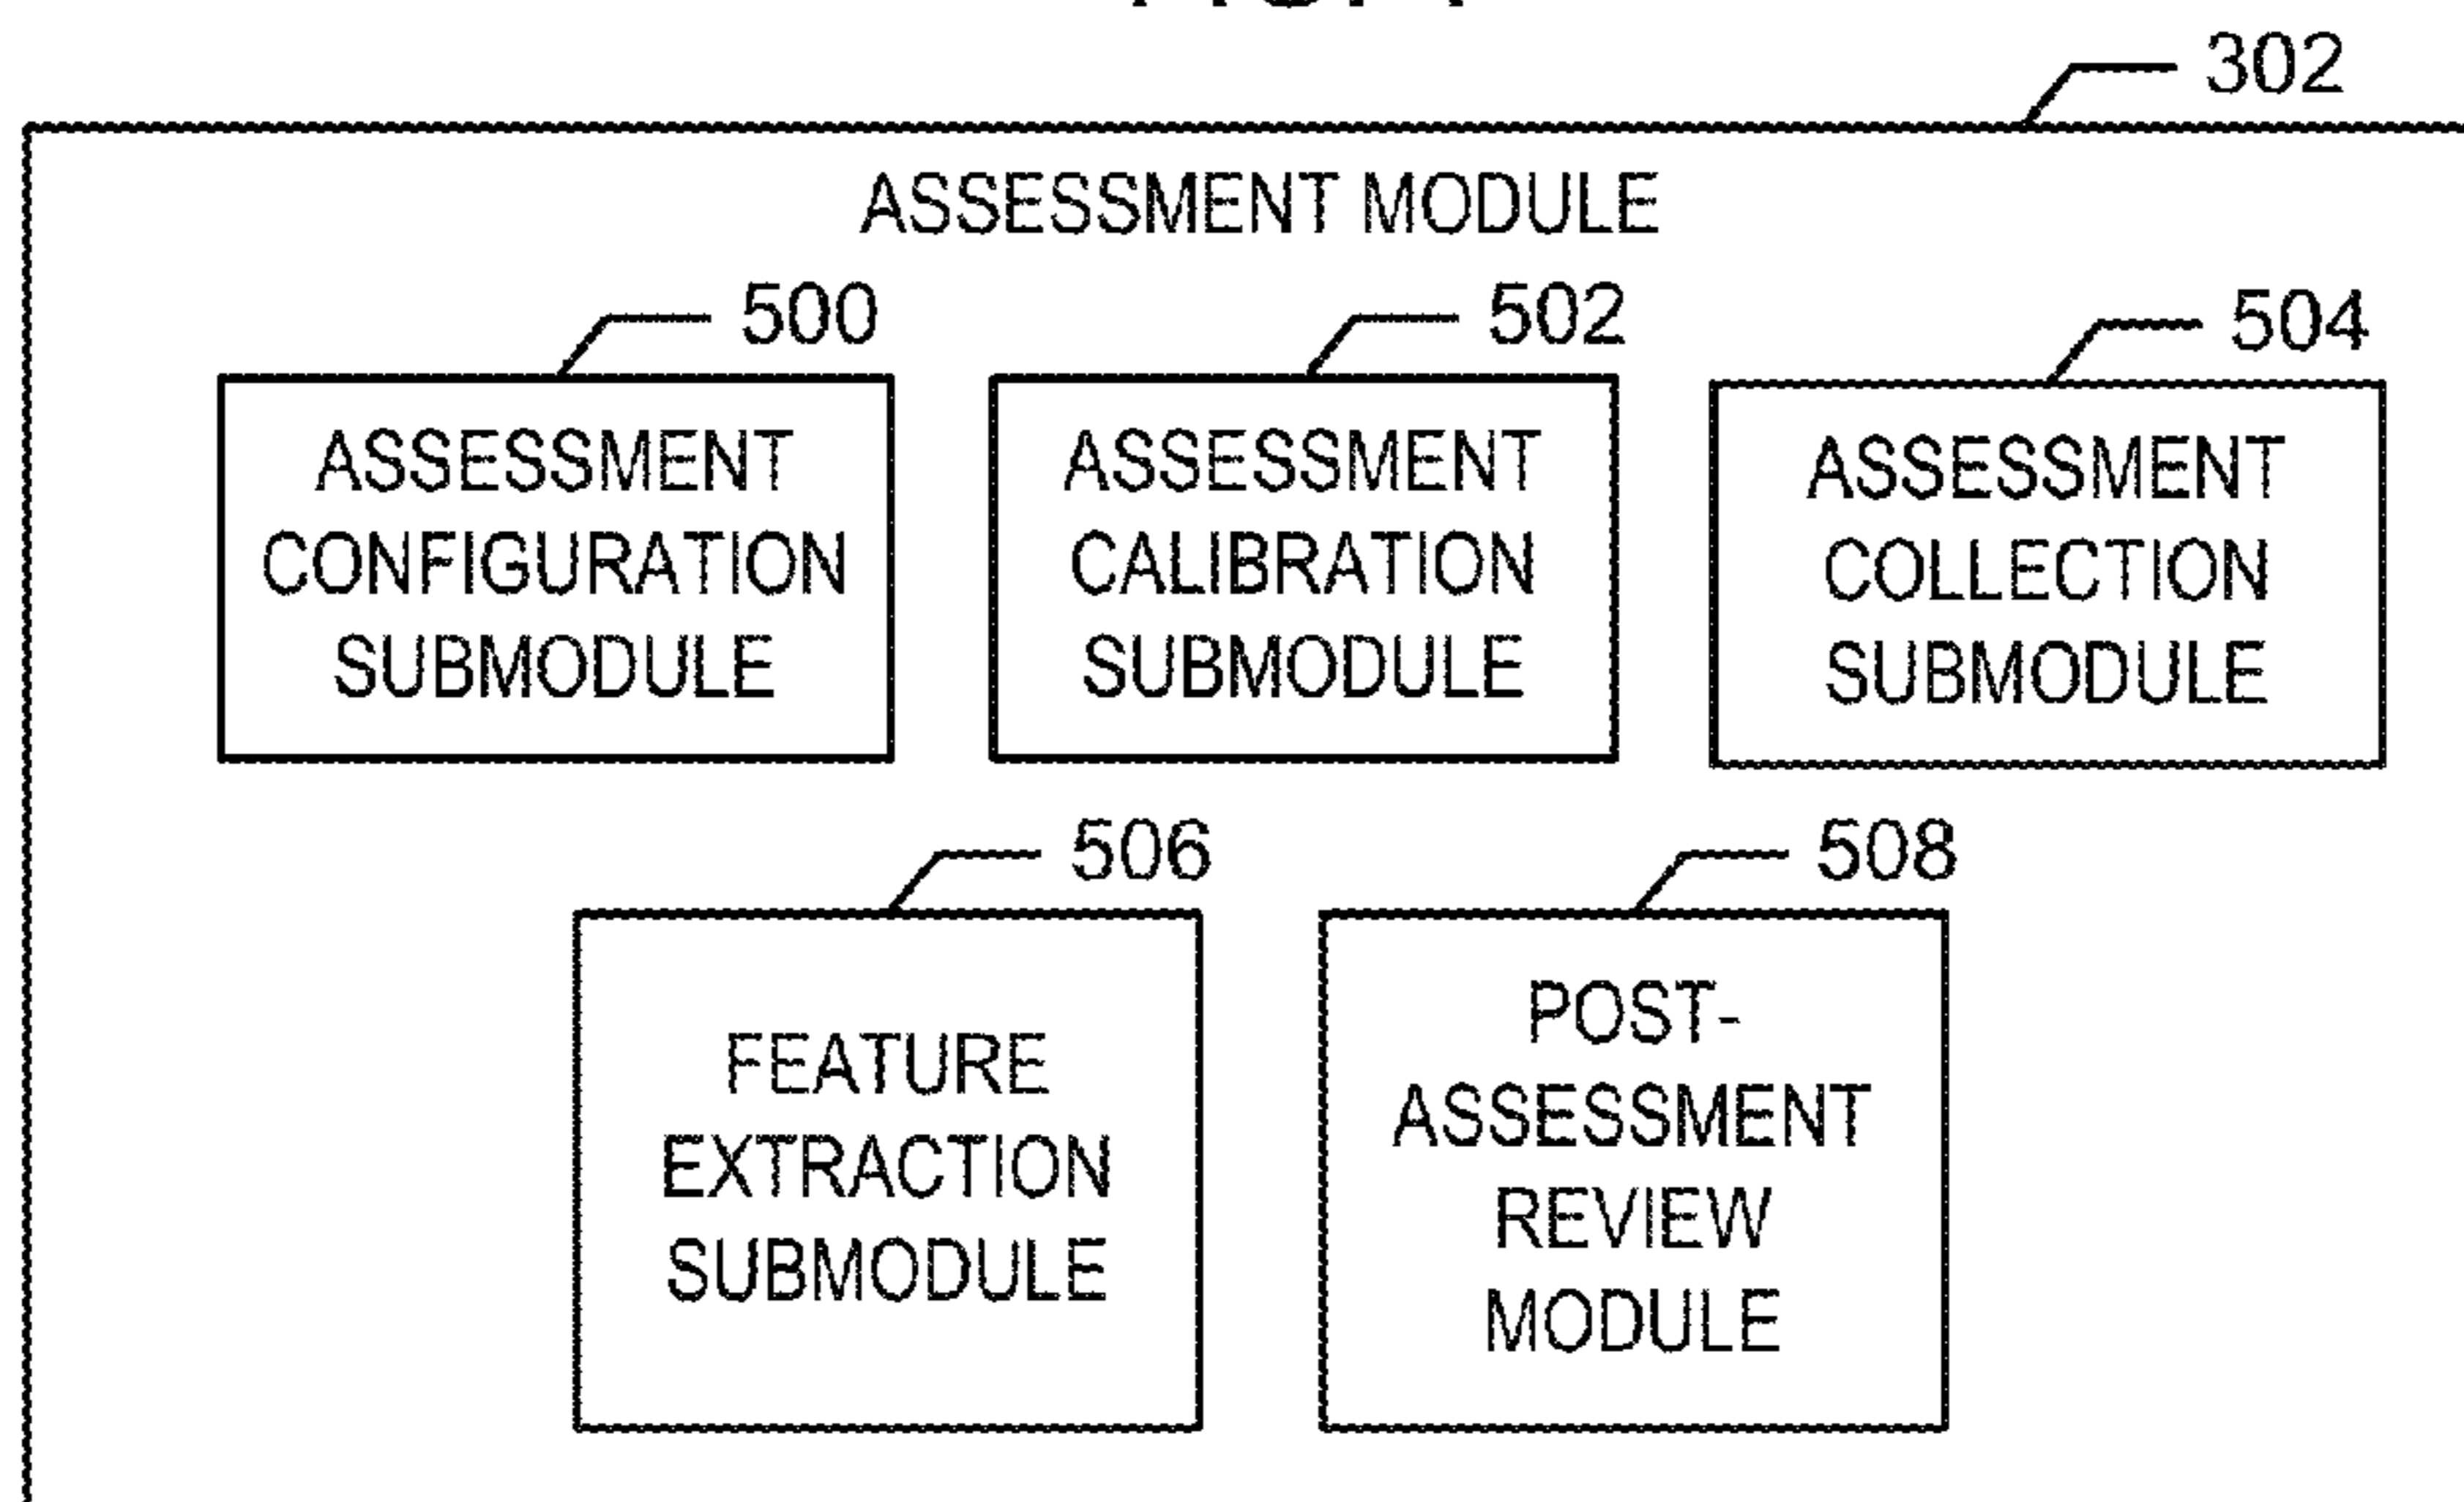 302
ASSESSMENT MODULE
500
ASSESSMENT
CONFIGURATION
SUBMODULE
502
ASSESSMENT
CALIBRATION
SUBMODULE
504
ASSESSMENT
COLLECTION
SUBMODULE
506
FEATURE
EXTRACTION
SUBMODULE
508
POST-
ASSESSMENT
REVIEW
MODULE